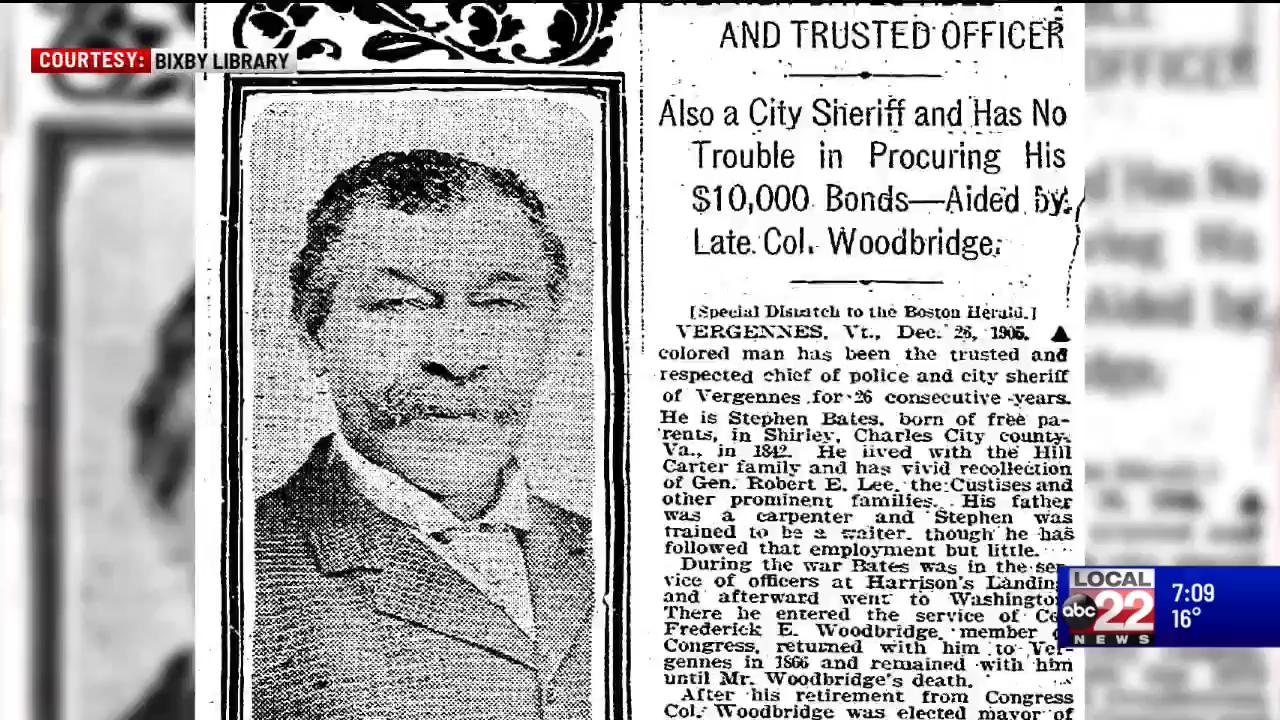 COURTESY: BIXBY LIBRARY
AND TRUSTED OFFICER
Also a City Sheriff and Has No
Trouble in Procuring His
$10,000 Bonds—Aided by
Late Col. Woodbridge.
[Special Dispatch to the Boston Herald.]
VERGENNES, Vt., Dec. 26, 1905. A
colored man has been the trusted and
respected chief of police and city sheriff
of Vergennes for 26 consecutive years.
He is Stephen Bates, born of free pa-
rents, in Shirley, Charles City county,
Va., in 1842. He lived with the Hill
Carter family and has vivid recollection
of Gen. Robert E. Lee, the Custises and
other prominent families. His father
was a carpenter and Stephen was
trained to be a waiter, though he has
followed that employment but little.
During the war Bates was in the ser-
vice of officers at Harrison's Landing
and afterward went to Washington
There he entered the service of Co
Frederick E. Woodbridge, member
Congress, returned with him to Ver-
gennes in 1866 and remained with him
until Mr. Woodbridge's death.
After his retirement from Congress
Col. Woodbridge was elected mayor of
LOCAL
abc 22
NEWS
7:09
16°